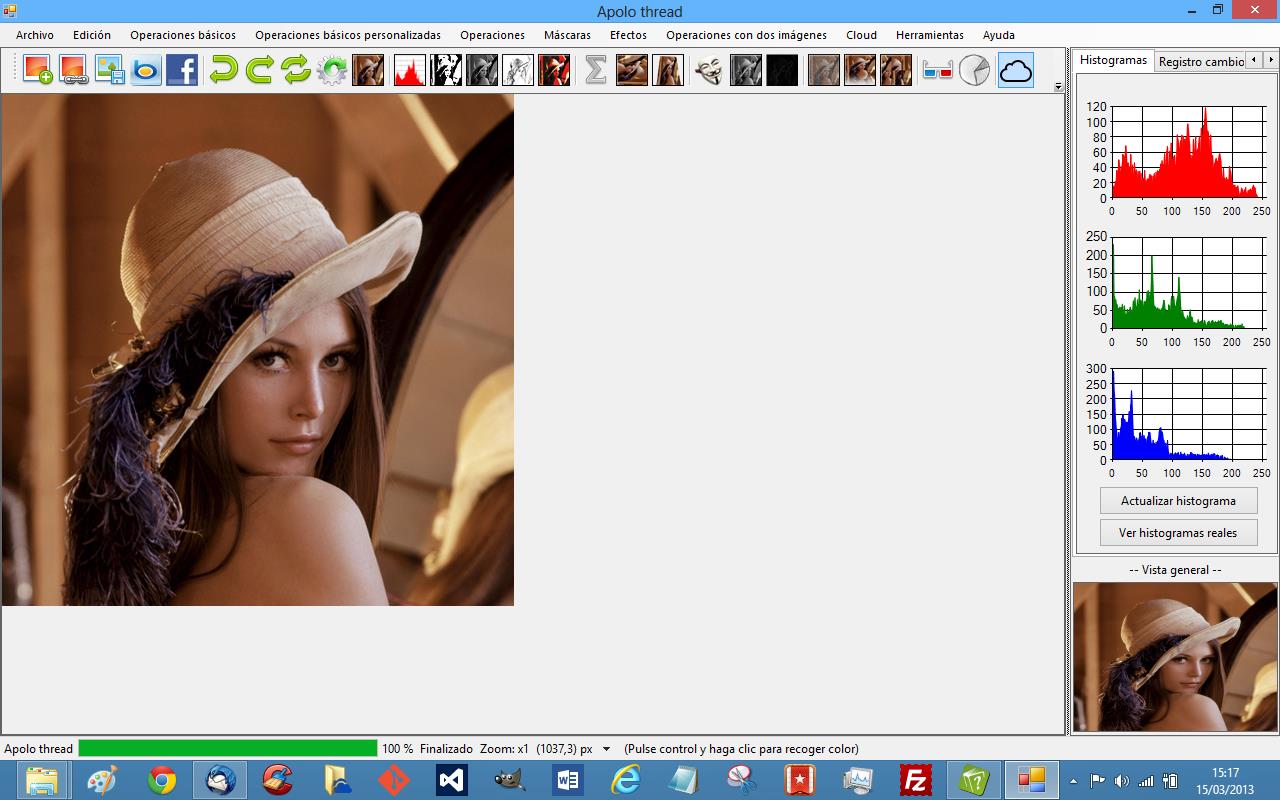 Apolo thread
Archivo Edición Operaciones básicos Operaciones básicos personalizadas Operaciones Máscaras Efectos Operaciones con dos imágenes Cloud Herramientas Ayuda
Histogramas Registro cambio
120
100
80
60
40
20
0
0 50 100 150 200 250
250
200
150
100
50
0
0 50 100 150 200 250
300
250
200
150
100
50
0
0 50 100 150 200 250
Actualizar histograma
Ver histogramas reales
-- Vista general --
Apolo thread 100 % Finalizado Zoom: x1 (1037,3) px (Pulse control y haga clic para recoger color)
15:17
15/03/2013